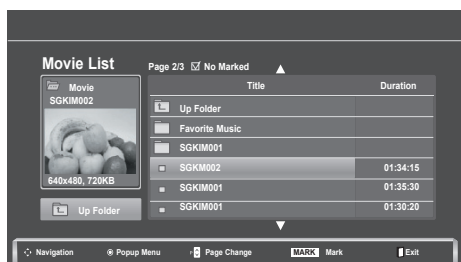 Movie List
Page 2/3 ☑ No Marked
Movie
SGKIM002
640x480, 720KB
Up Folder
Title Duration
Up Folder
Favorite Music
SGKIM001
SGKM002 01:34:15
SGKIM001 01:35:30
SGKIM001 01:30:20
Navigation
Popup Menu
P Page Change
MARK Mark
Exit